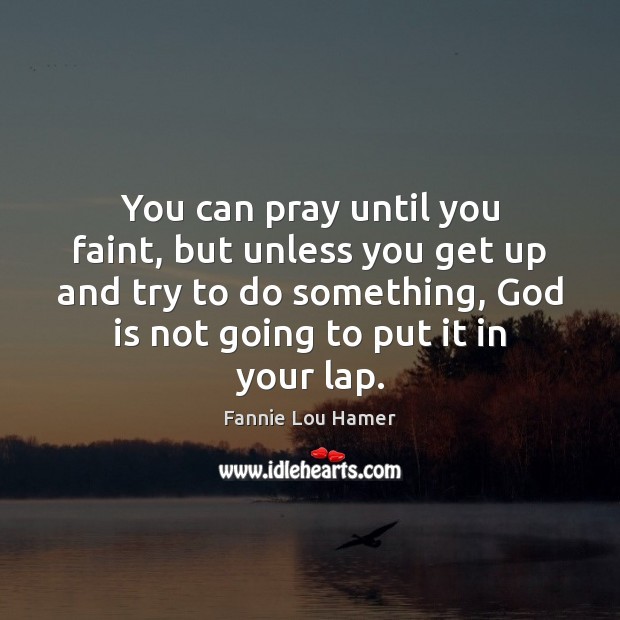 You can pray until you
faint, but unless you get up
and try to do something, God
is not going to put it in
your lap.
Fannie Lou Hamer
www.idlehearts.com